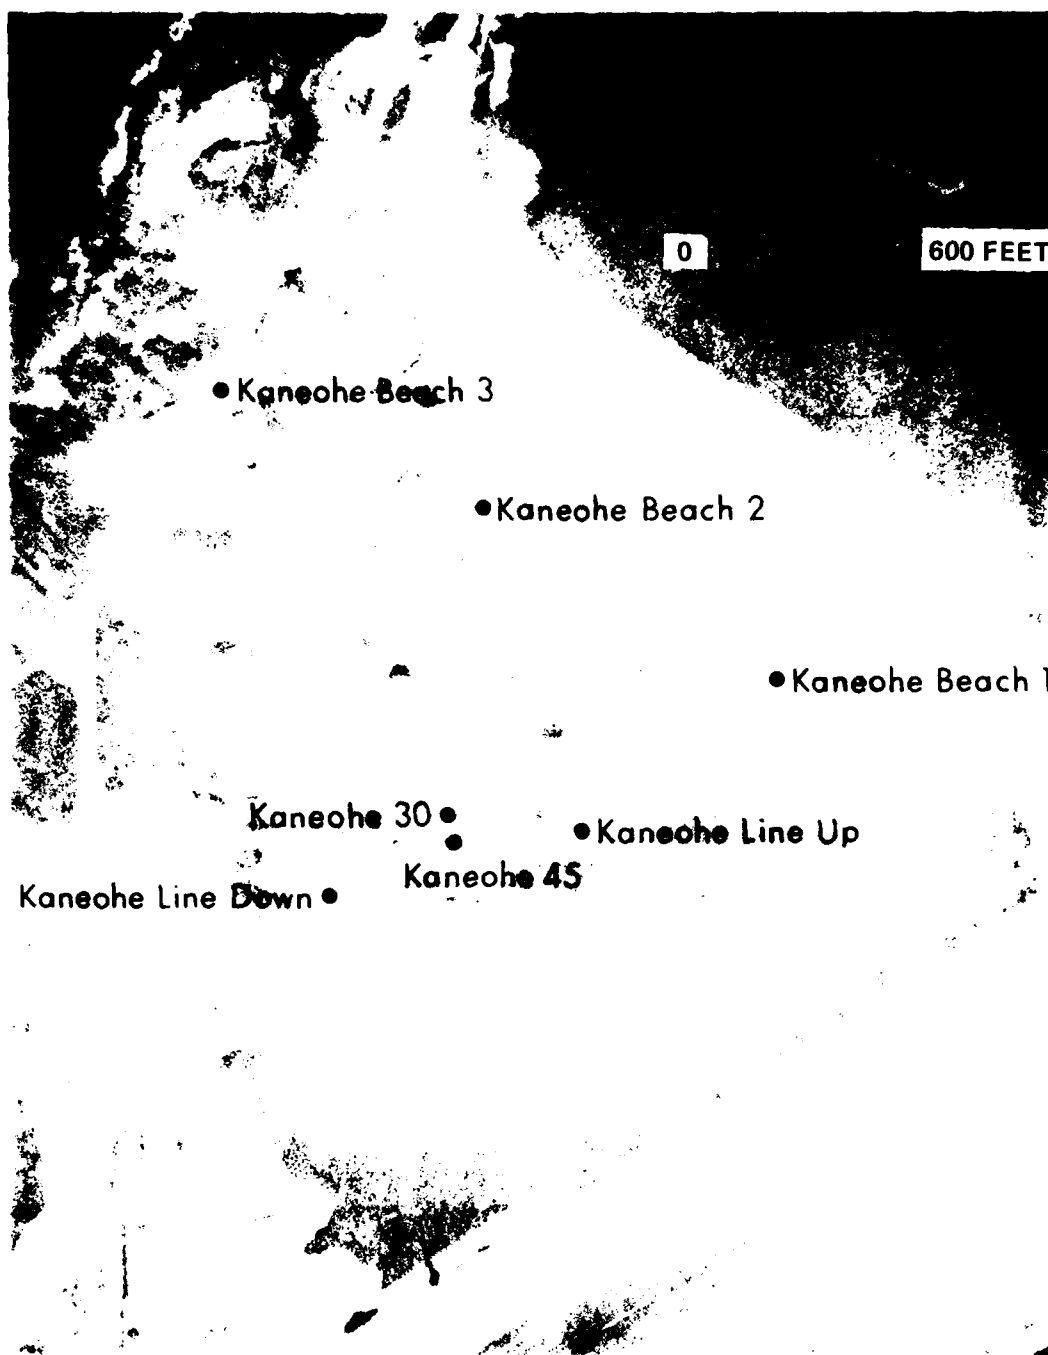 0
600 FEET
Kaneohe Beach 3
Kaneohe Beach 2
Kaneohe Beach 1
Kaneohe 30
Kaneohe Line Up
Kaneohe 45
Kaneohe Line Down